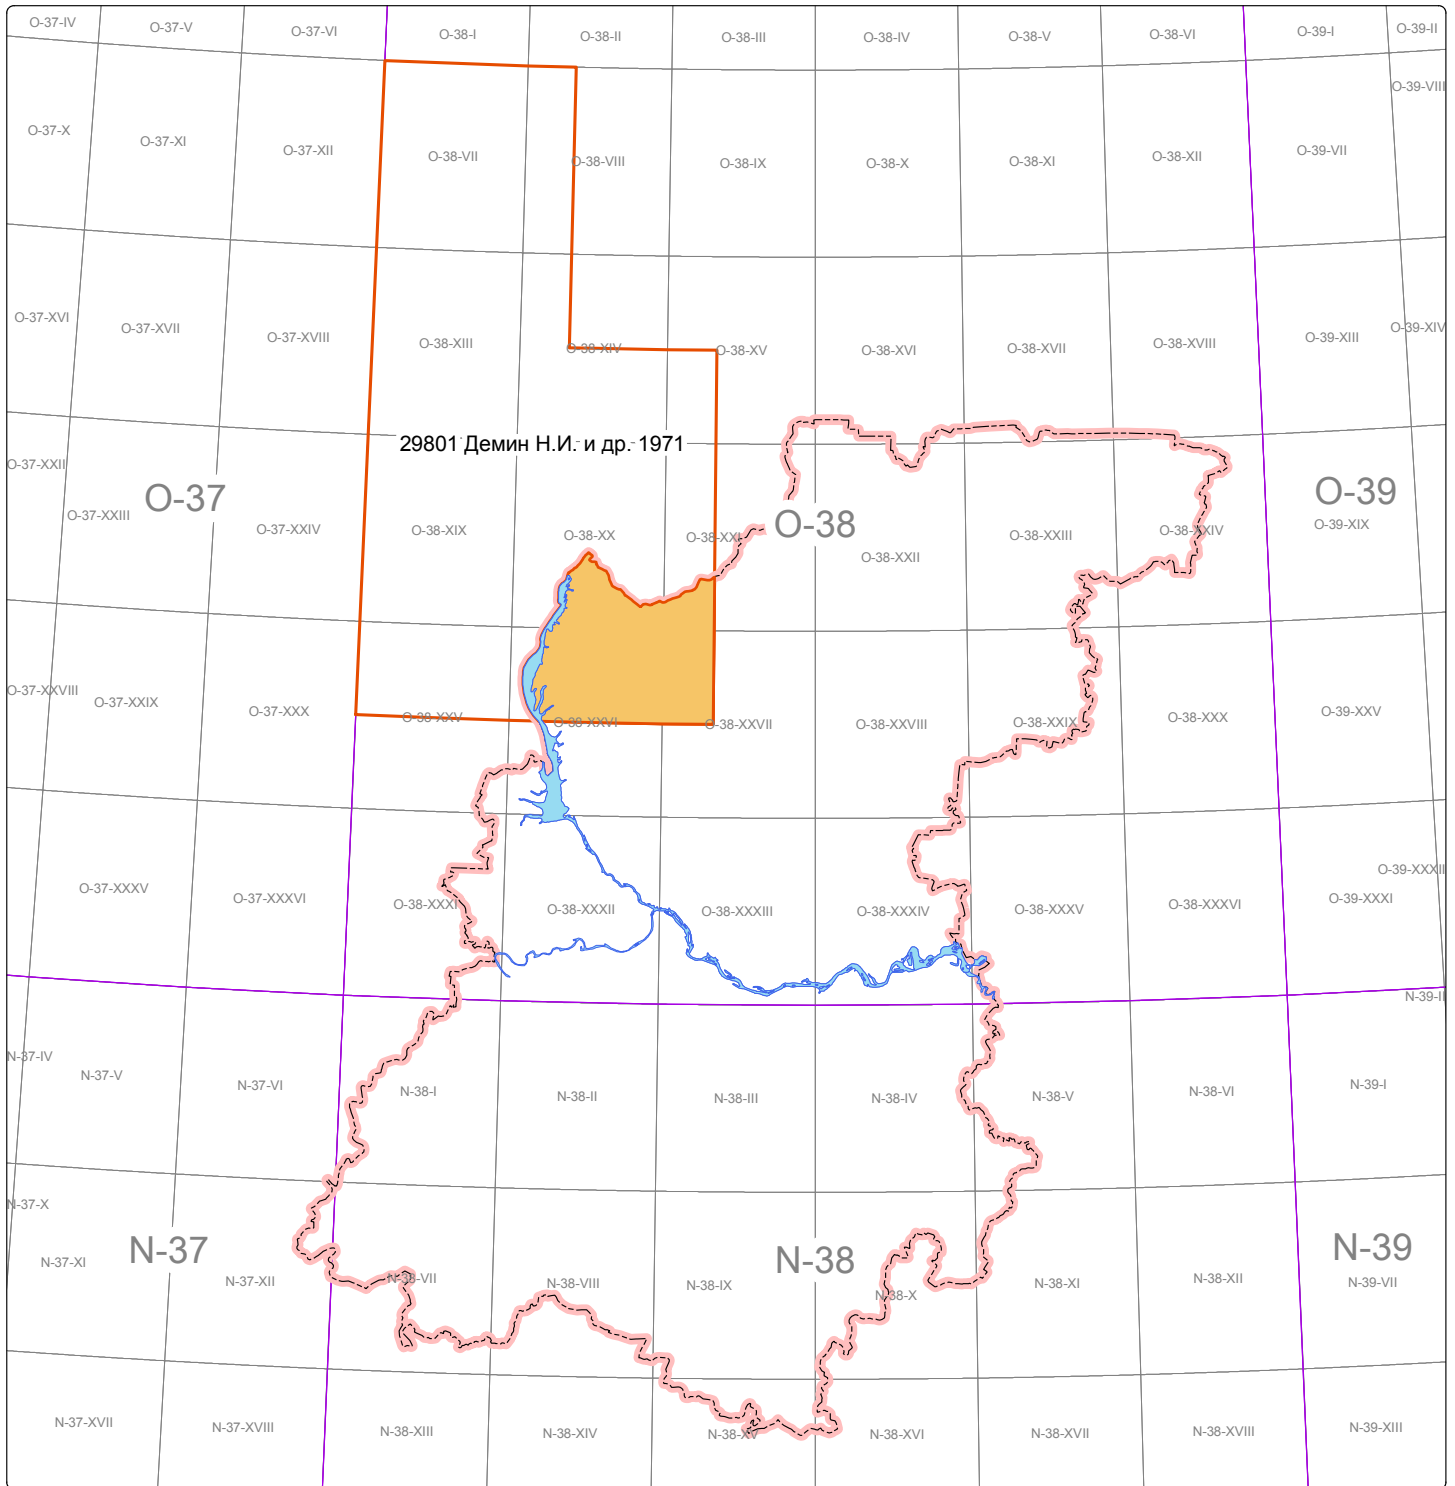 O-37-IV
O-37-V
O-37-VI
O-38-I
O-38-II
O-38-III
O-38-IV
O-38-V
O-38-VI
O-39-I
O-39-II
O-39-VIII
O-37-X
O-37-XI
O-37-XII
O-38-VII
O-38-VIII
O-38-IX
O-38-X
O-38-XI
O-38-XII
O-39-VII
O-37-XVI
O-37-XVII
O-37-XVIII
O-38-XIII
O-38-XIV
O-38-XV
O-38-XVI
O-38-XVII
O-38-XVIII
O-39-XIII
O-39-XIV
29801 Демин Н.И. и др. 1971
O-37-XXII
O-37
O-38
O-39
O-37-XXIII
O-37-XXIV
O-38-XIX
O-38-XX
O-38-XXI
O-38-XXII
O-38-XXIII
O-38-XXIV
O-39-XIX
O-37-XXVIII
O-37-XXIX
O-37-XXX
O-38-XXV
O-38-XXVI
O-38-XXVII
O-38-XXVIII
O-38-XXIX
O-38-XXX
O-39-XXV
O-37-XXXV
O-37-XXXVI
O-38-XXXI
O-38-XXXII
O-38-XXXIII
O-38-XXXIV
O-38-XXXV
O-38-XXXVI
O-39-XXXI
O-39-XXXII
N-39-II
N-37-IV
N-37-V
N-37-VI
N-38-I
N-38-II
N-38-III
N-38-IV
N-38-V
N-38-VI
N-39-I
N-37-X
N-37
N-38
N-39
N-37-XI
N-37-XII
N-38-VII
N-38-VIII
N-38-IX
N-38-X
N-38-XI
N-38-XII
N-39-VII
N-37-XVII
N-37-XVIII
N-38-XIII
N-38-XIV
N-38-XV
N-38-XVI
N-38-XVII
N-38-XVIII
N-39-XIII